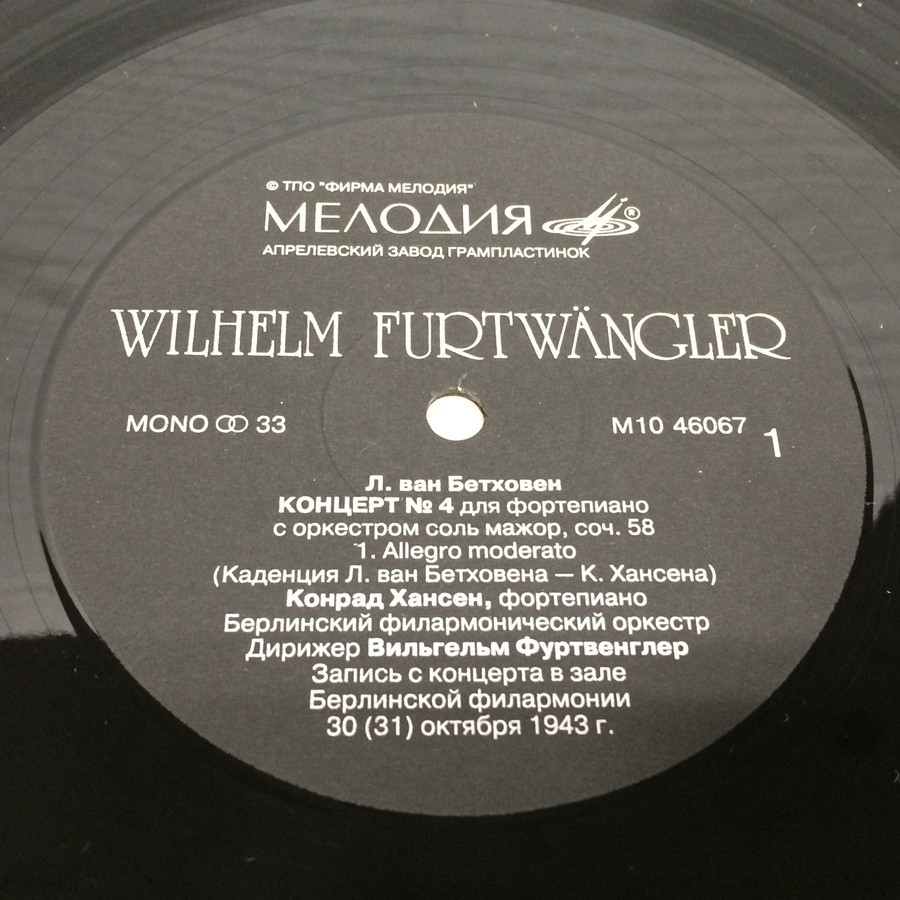 © ТПО "ФИРМА МЕЛОДИЯ"
МЕЛОДИЯ ®
АПРЕЛЕВСКИЙ ЗАВОД ГРАМПЛАСТИНОК
WILHELM FURTWÄNGLER
MONO 33
М10 46067 1
Л. ван Бетховен
КОНЦЕРТ № 4 для фортепиано
с оркестром соль мажор, соч. 58
1. Allegro moderato
(Каденция Л. ван Бетховена — К. Хансена)
Конрад Хансен, фортепиано
Берлинский филармонический оркестр
Дирижер Вильгельм Фуртвенглер
Запись с концерта в зале
Берлинской филармонии
30 (31) октября 1943 г.